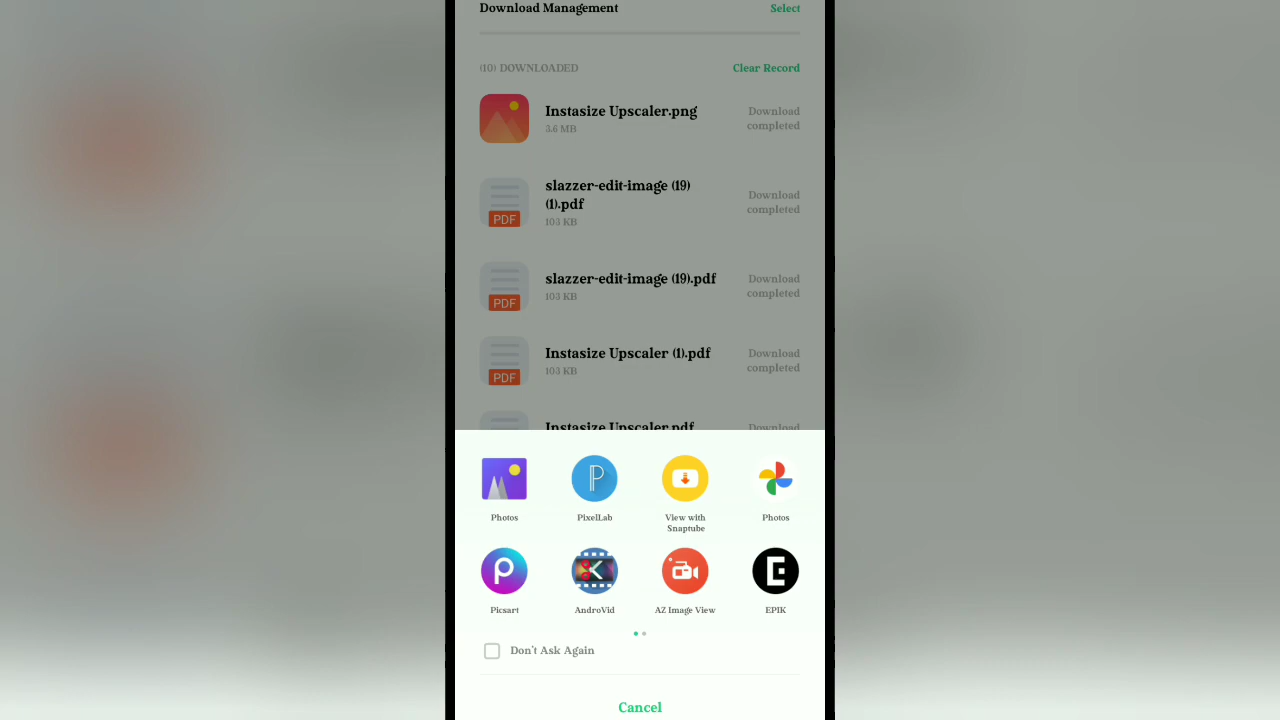 Download Management
Select
(10) DOWNLOADED
Clear Record
Instasize Upscaler.png
3.6 MB
Download
completed
slazzer-edit-image (19)
(1).pdf
103 KB
Download
completed
PDF
slazzer-edit-image (19).pdf
103 KB
Download
completed
PDF
Instasize Upscaler (1).pdf
103 KB
Download
completed
PDF
Instasize Upscaler.pdf
Download
Photos
PixelLab
View with
Snaptube
Photos
Picsart
AndroVid
AZ Image View
EPIK
Don't Ask Again
Cancel